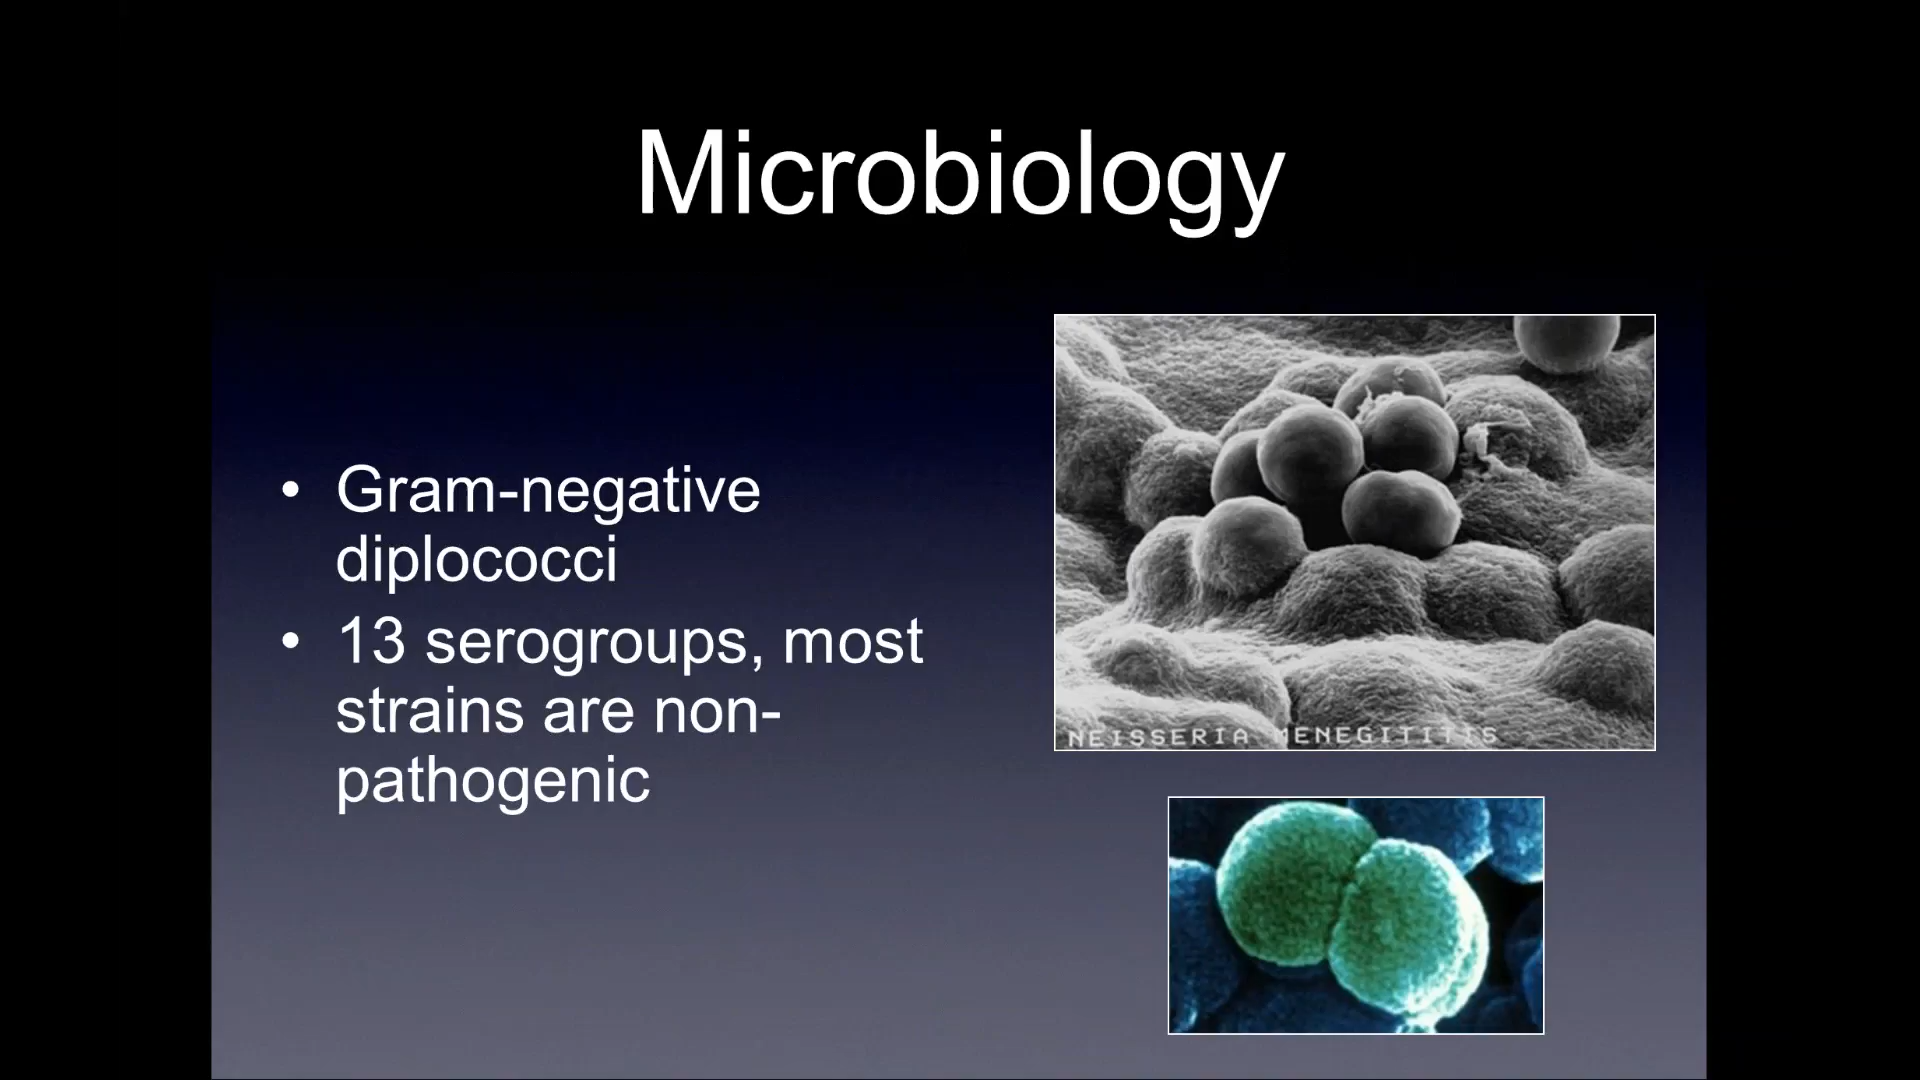 Microbiology
• Gram-negative
diplococci
• 13 serogroups, most
strains are non-
pathogenic
NEISSERIA MENEGITITIS